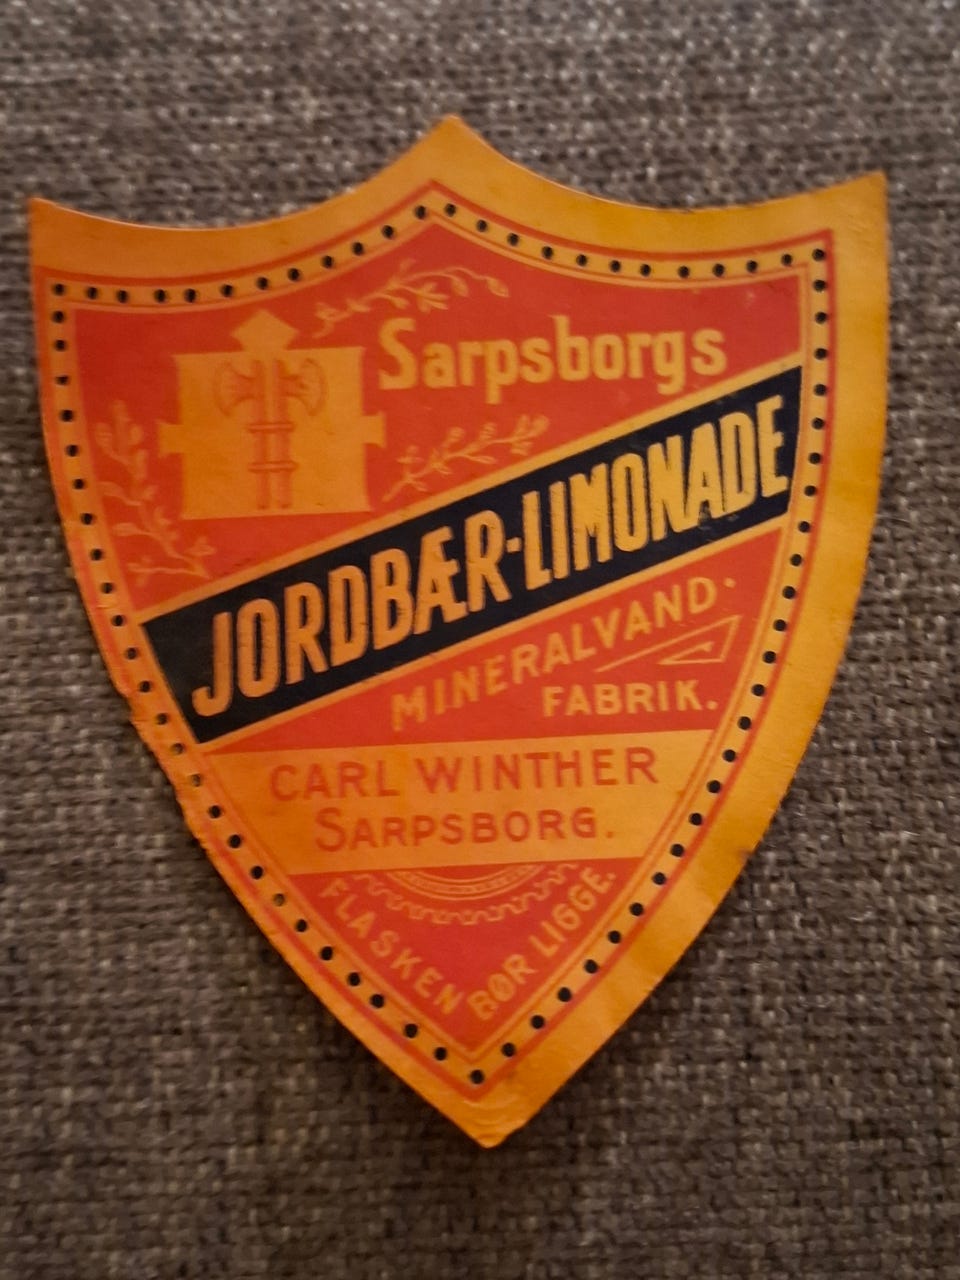 Sarpsborgs
JORDBÆR-LIMONADE
MINERALVAND-
FABRIK.
CARL WINTHER
SARPSBORG.
FLASKEN BØR LIGGE.